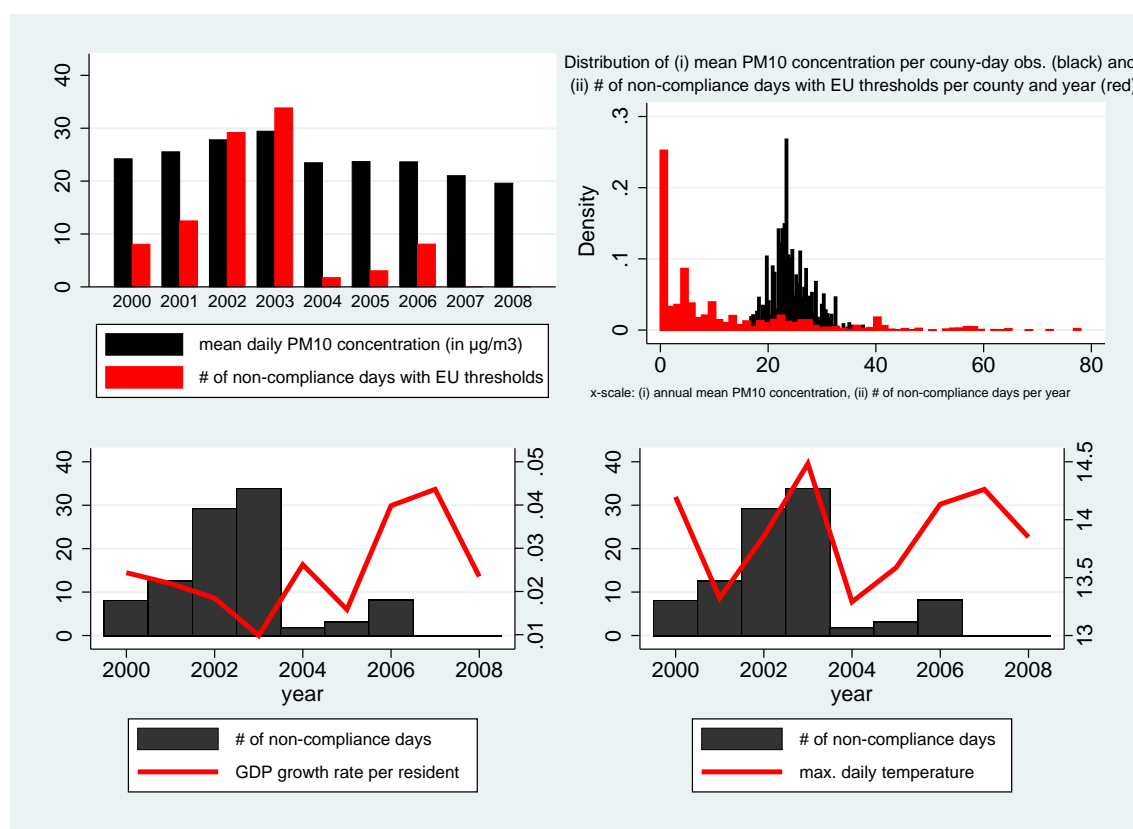 40
30
20
10
0
2000 2001 2002 2003 2004 2005 2006 2007 2008
mean daily PM10 concentration (in µg/m3)
# of non-compliance days with EU thresholds
Distribution of (i) mean PM10 concentration per couny-day obs. (black) and
(ii) # of non-compliance days with EU thresholds per county and year (red)
Density
.3
.2
.1
0
0 20 40 60 80
x-scale: (i) annual mean PM10 concentration, (ii) # of non-compliance days per year
40
30
20
10
0
.05
.04
.03
.02
.01
2000 2002 2004 2006 2008
year
# of non-compliance days
GDP growth rate per resident
40
30
20
10
0
14.5
14
13.5
13
2000 2002 2004 2006 2008
year
# of non-compliance days
max. daily temperature